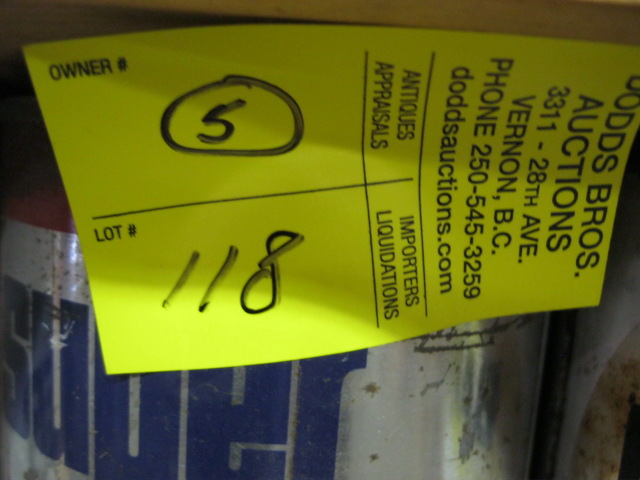 DODDS BROS.
AUCTIONS
3311 - 28TH AVE.
VERNON, B.C.
PHONE 250-545-3259
doddsauctions.com
ANTIQUES
APPRAISALS
IMPORTERS
LIQUIDATIONS
OWNER #
5
LOT #
118